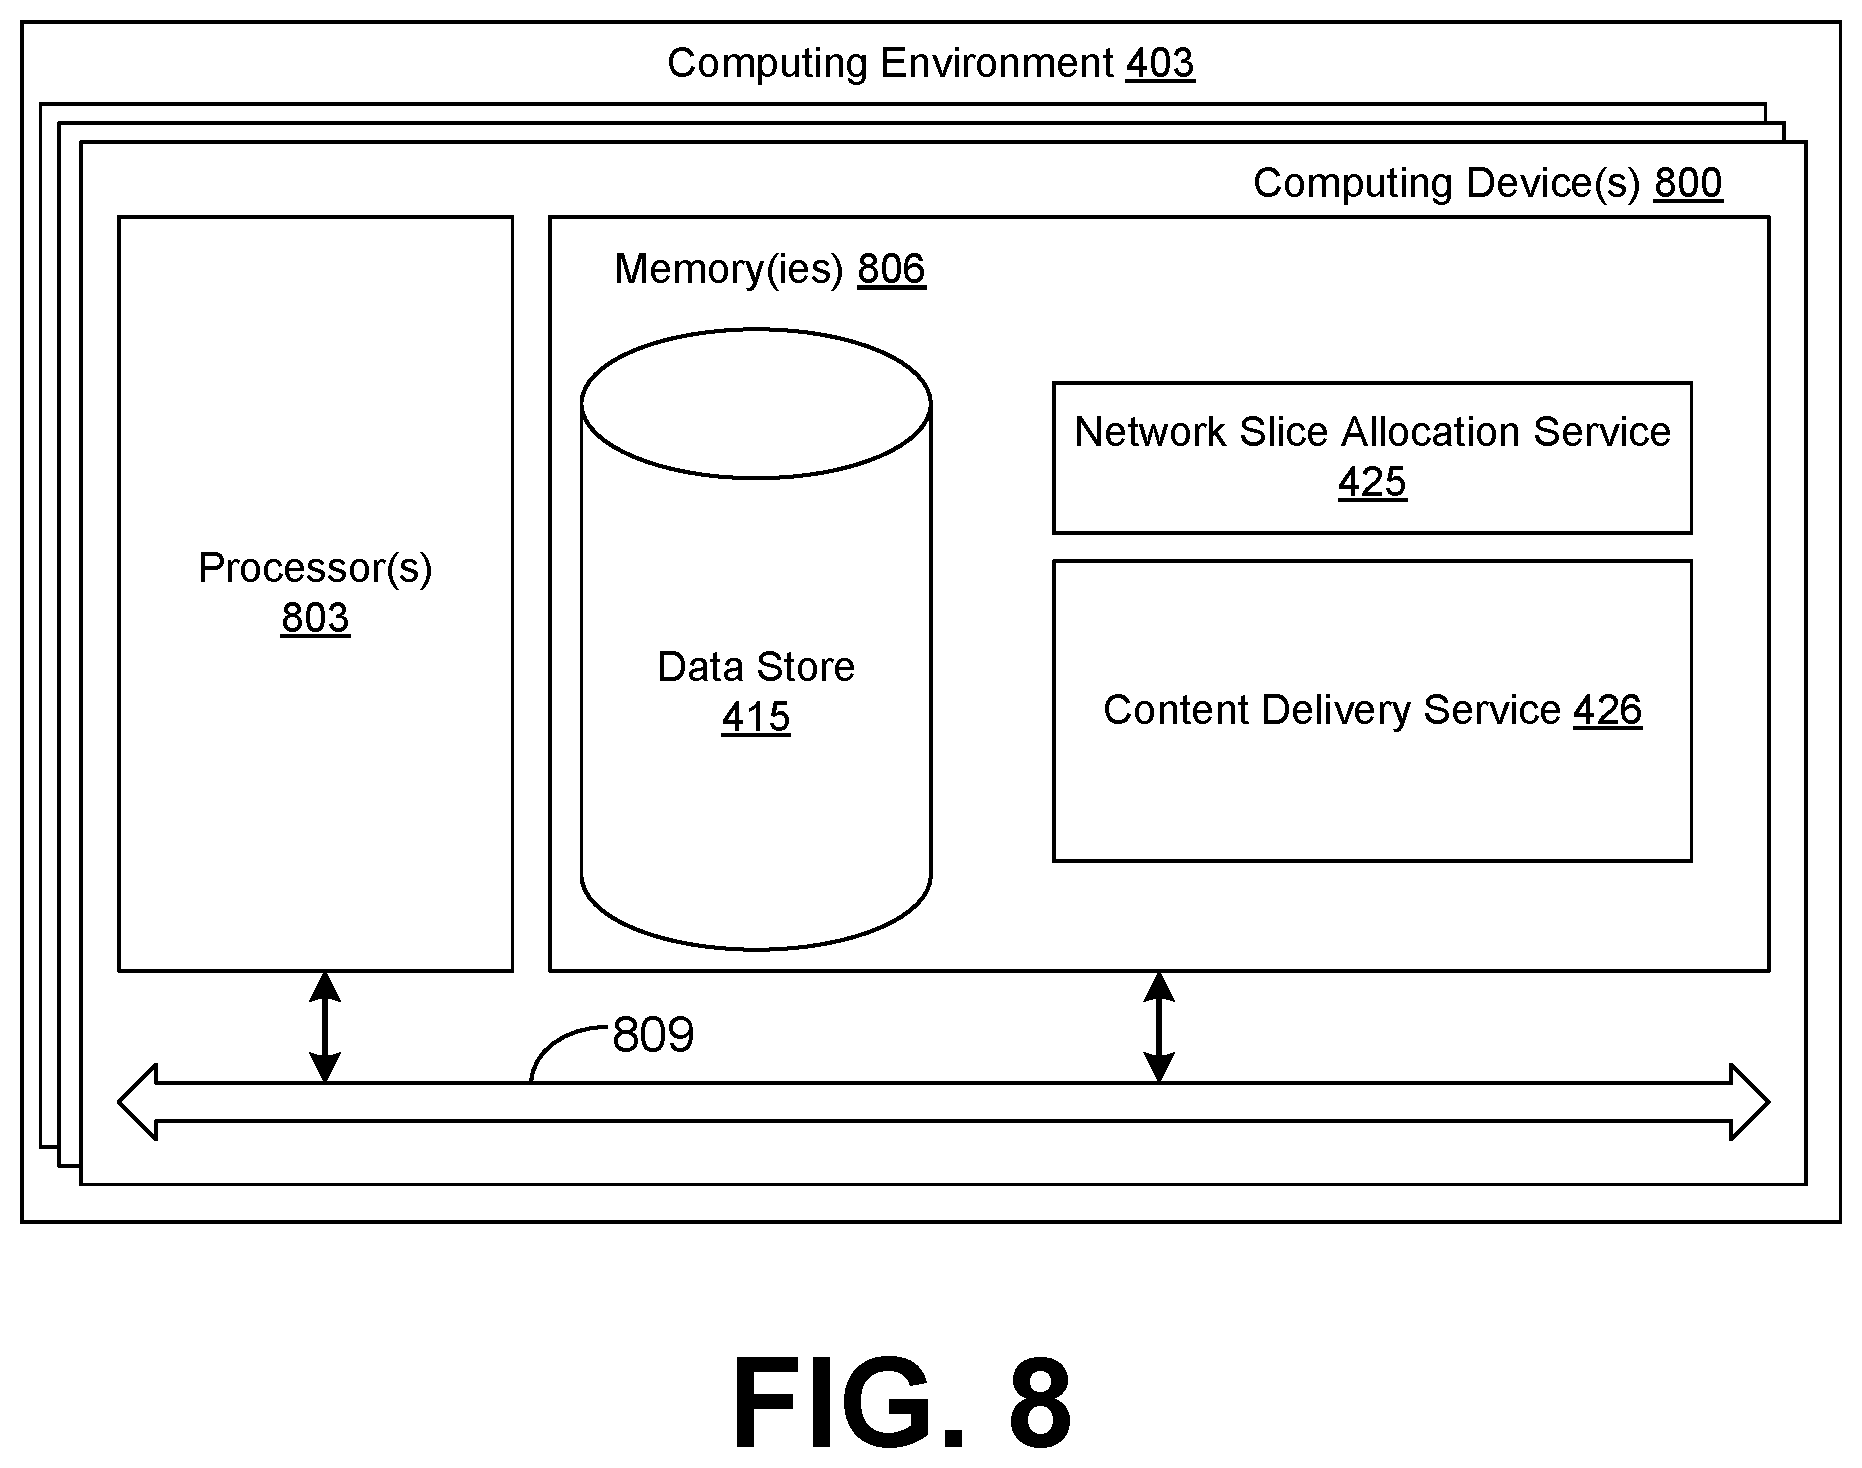 Computing Environment 403
Computing Device(s) 800
Memory(ies) 806
Network Slice Allocation Service
425
Processor(s)
803
Data Store
415
Content Delivery Service 426
809
FIG. 8